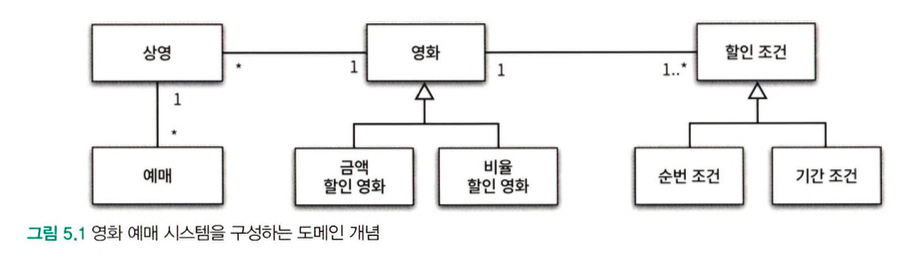 상영
*
1
영화
1
1..*
할인 조건
1
*
예매
금액
할인 영화
비율
할인 영화
순번 조건
기간 조건
그림 5.1 영화 예매 시스템을 구성하는 도메인 개념